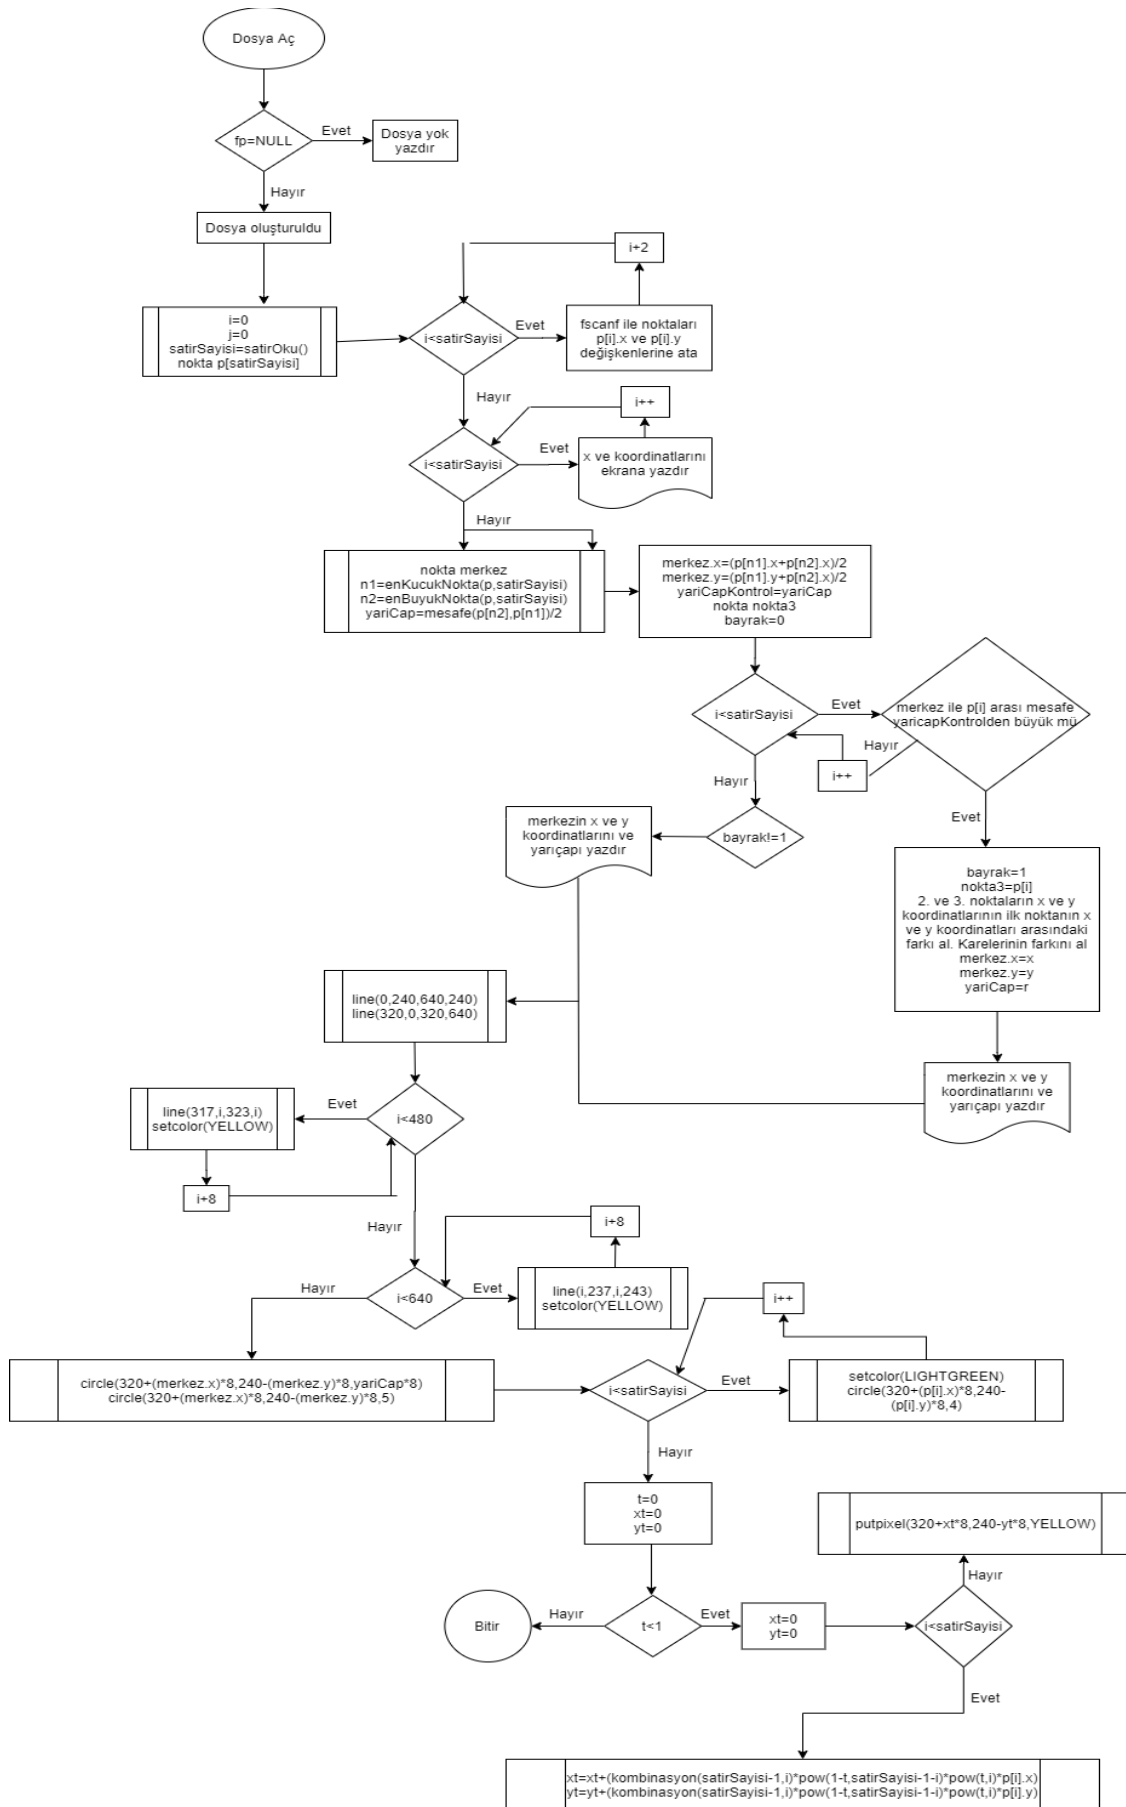 Dosya Aç
fp=NULL
Evet
Dosya yok
yazdır
Hayır
Dosya oluşturuldu
i+2
i=0
j=0
satirSayisi=satirOku()
nokta p[satirSayisi]
i<satirSayisi
Evet
fscanf ile noktaları
p[i].x ve p[i].y
değişkenlerine ata
Hayır
i++
i<satirSayisi
Evet
x ve koordinatlarını
ekrana yazdır
Hayır
nokta merkez
n1=enKucukNokta(p,satirSayisi)
n2=enBuyukNokta(p,satirSayisi)
yariCap=mesafe(p[n2],p[n1])/2
merkez.x=(p[n1].x+p[n2].x)/2
merkez.y=(p[n1].y+p[n2].x)/2
yariCapKontrol=yariCap
nokta nokta3
bayrak=0
i<satirSayisi
Evet
merkez ile p[i] arası mesafe
yaricapKontrolden büyük mü
Hayır
i++
Hayır
Evet
merkezin x ve y
koordinatlarını ve
yarıçapı yazdır
bayrak!=1
bayrak=1
nokta3=p[i]
2. ve 3. noktaların x ve y
koordinatlarının ilk noktanın x
ve y koordinatları arasındaki
farkı al. Karelerinin farkını al
merkez.x=x
merkez.y=y
yariCap=r
line(0,240,640,240)
line(320,0,320,640)
merkezin x ve y
koordinatlarını ve
yarıçapı yazdır
line(317,i,323,i)
setcolor(YELLOW)
Evet
i<480
i+8
Hayır
i+8
Hayır
i<640
Evet
line(i,237,i,243)
setcolor(YELLOW)
i++
circle(320+(merkez.x)*8,240-(merkez.y)*8,yariCap*8)
circle(320+(merkez.x)*8,240-(merkez.y)*8,5)
i<satirSayisi
Evet
setcolor(LIGHTGREEN)
circle(320+(p[i].x)*8,240-
(p[i].y)*8,4)
Hayır
t=0
xt=0
yt=0
putpixel(320+xt*8,240-yt*8,YELLOW)
Hayır
Bitir
Hayır
t<1
Evet
xt=0
yt=0
i<satirSayisi
Evet
xt=xt+(kombinasyon(satirSayisi-1,i)*pow(1-t,satirSayisi-1-i)*pow(t,i)*p[i].x)
yt=yt+(kombinasyon(satirSayisi-1,i)*pow(1-t,satirSayisi-1-i)*pow(t,i)*p[i].y)